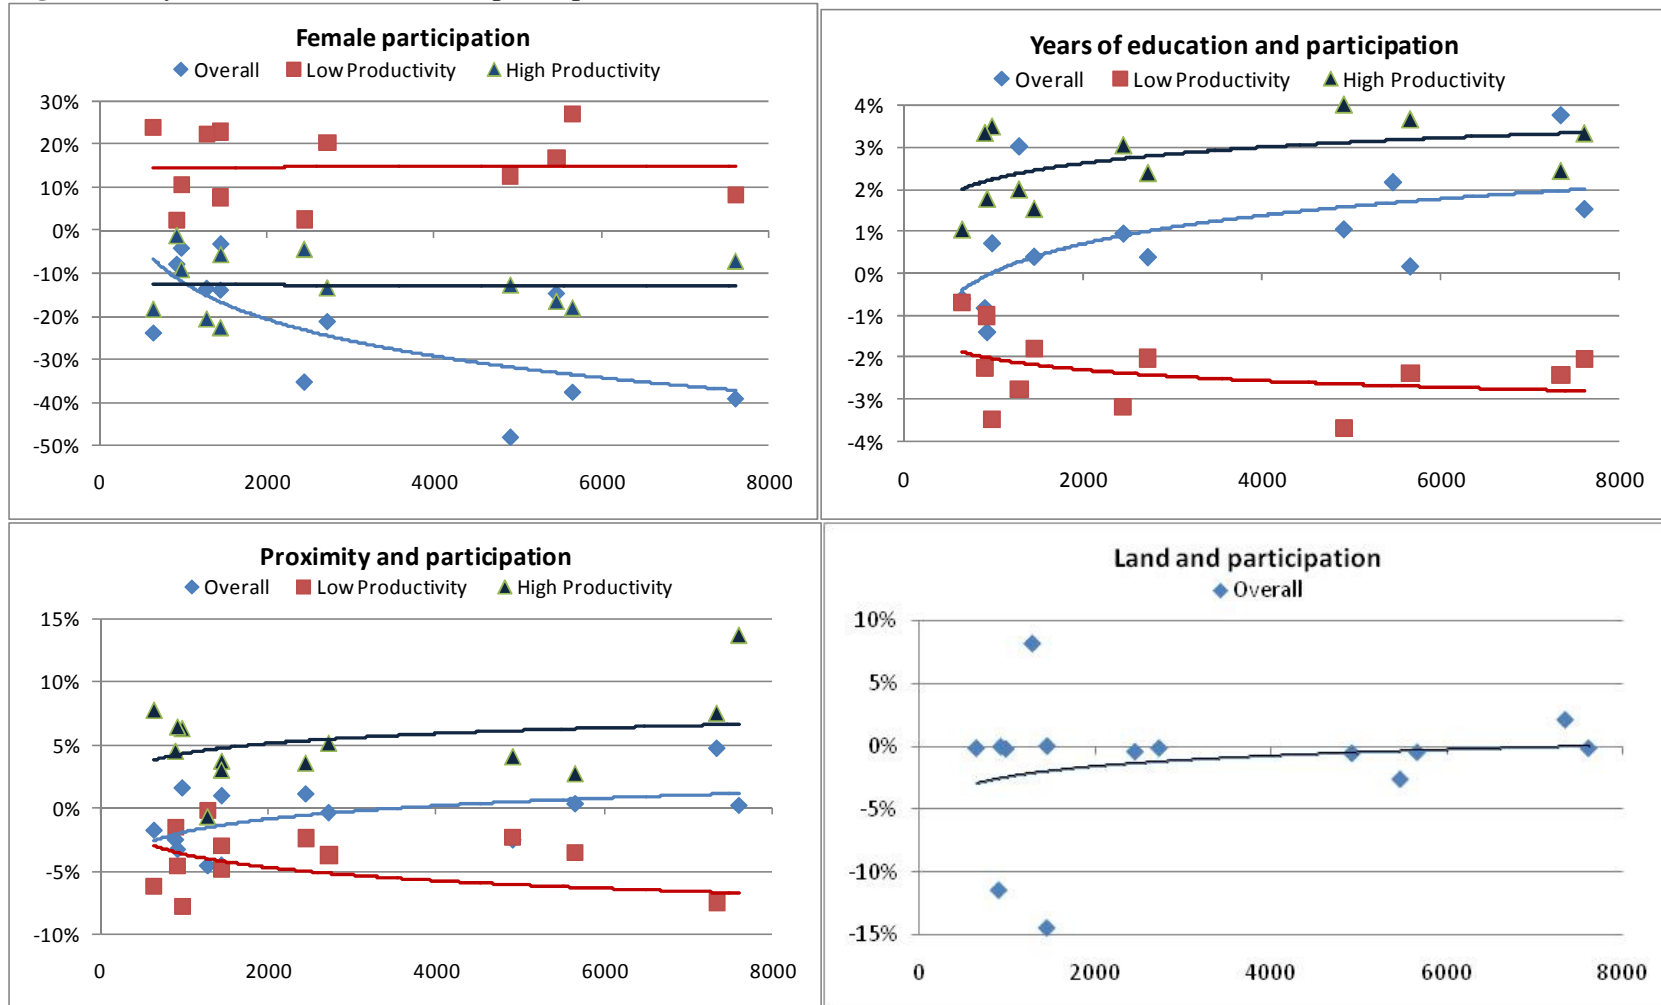 Female participation
Overall Low Productivity High Productivity
30%
20%
10%
0%
-10%
-20%
-30%
-40%
-50%
0 2000 4000 6000 8000
Years of education and participation
Overall Low Productivity High Productivity
4%
3%
2%
1%
0%
-1%
-2%
-3%
-4%
0 2000 4000 6000 8000
Proximity and participation
Overall Low Productivity High Productivity
15%
10%
5%
0%
-5%
-10%
0 2000 4000 6000 8000
Land and participation
Overall
10%
5%
0%
-5%
-10%
-15%
0 2000 4000 6000 8000